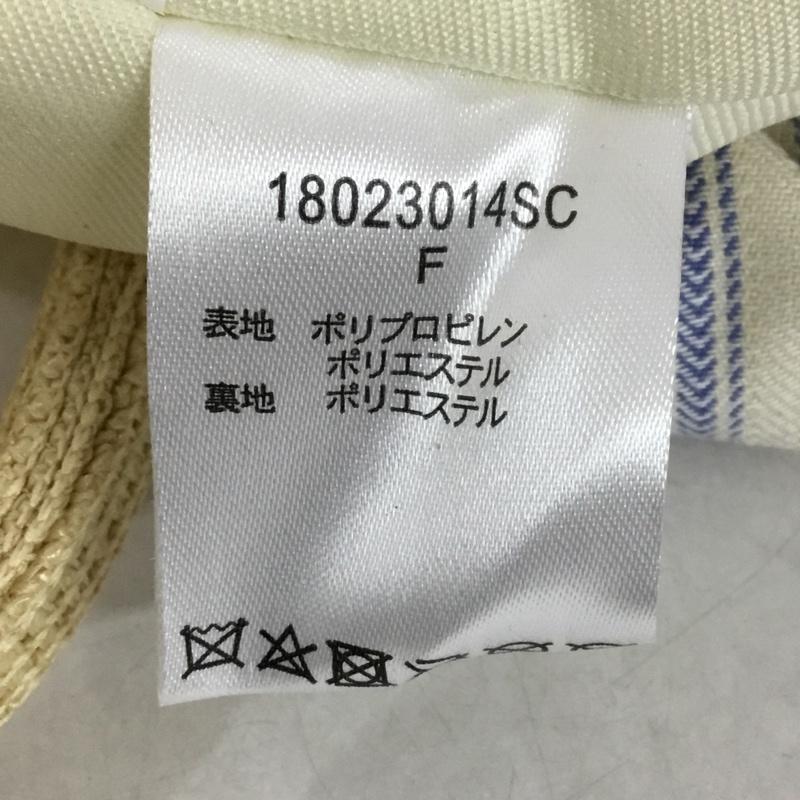 18023014SC
F
表地 ポリプロピレン
ポリエステル
裏地 ポリエステル